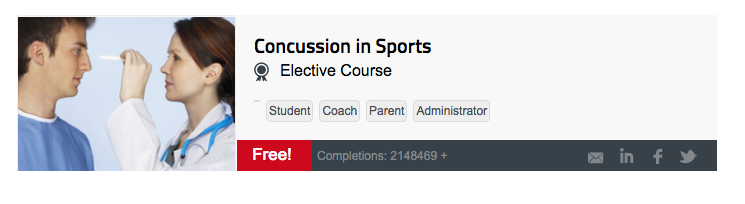 Concussion in Sports
Elective Course
Student Coach Parent Administrator
Free! Completions: 2148469 +